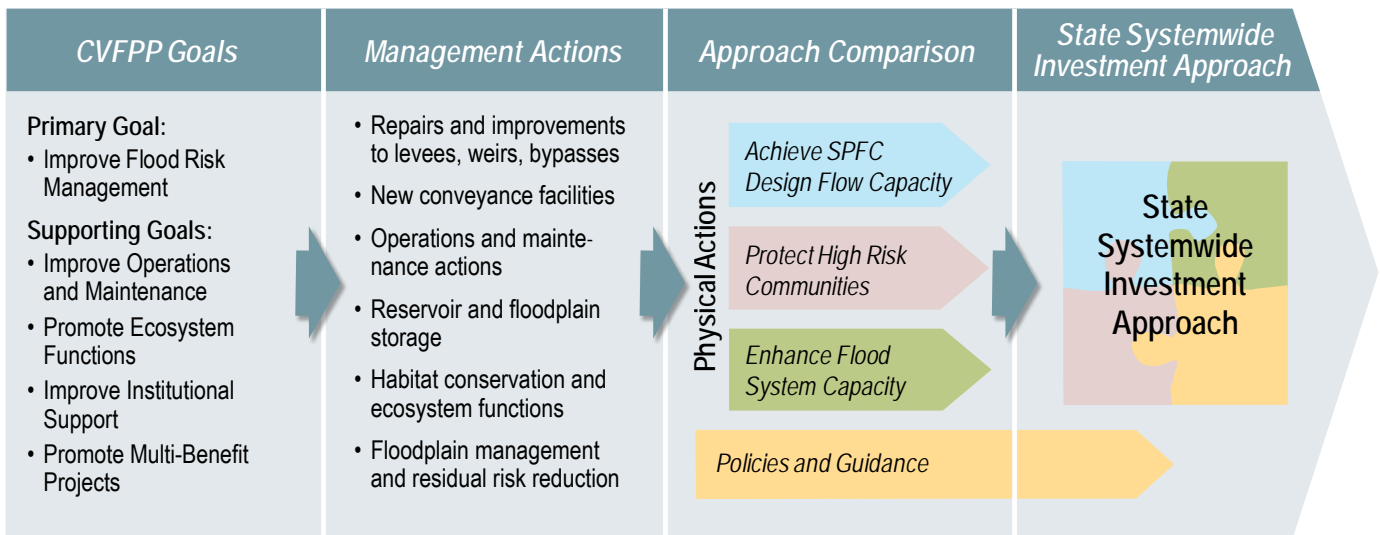 CVFPP Goals
Primary Goal:
• Improve Flood Risk
Management
Supporting Goals:
• Improve Operations
and Maintenance
• Promote Ecosystem
Functions
• Improve Institutional
Support
• Promote Multi-Benefit
Projects
Management Actions
• Repairs and improvements
to levees, weirs, bypasses
• New conveyance facilities
• Operations and mainte-
nance actions
• Reservoir and floodplain
storage
• Habitat conservation and
ecosystem functions
• Floodplain management
and residual risk reduction
Approach Comparison
Physical Actions
Achieve SPFC
Design Flow Capacity
Protect High Risk
Communities
Enhance Flood
System Capacity
Policies and Guidance
State Systemwide
Investment Approach
State
Systemwide
Investment
Approach